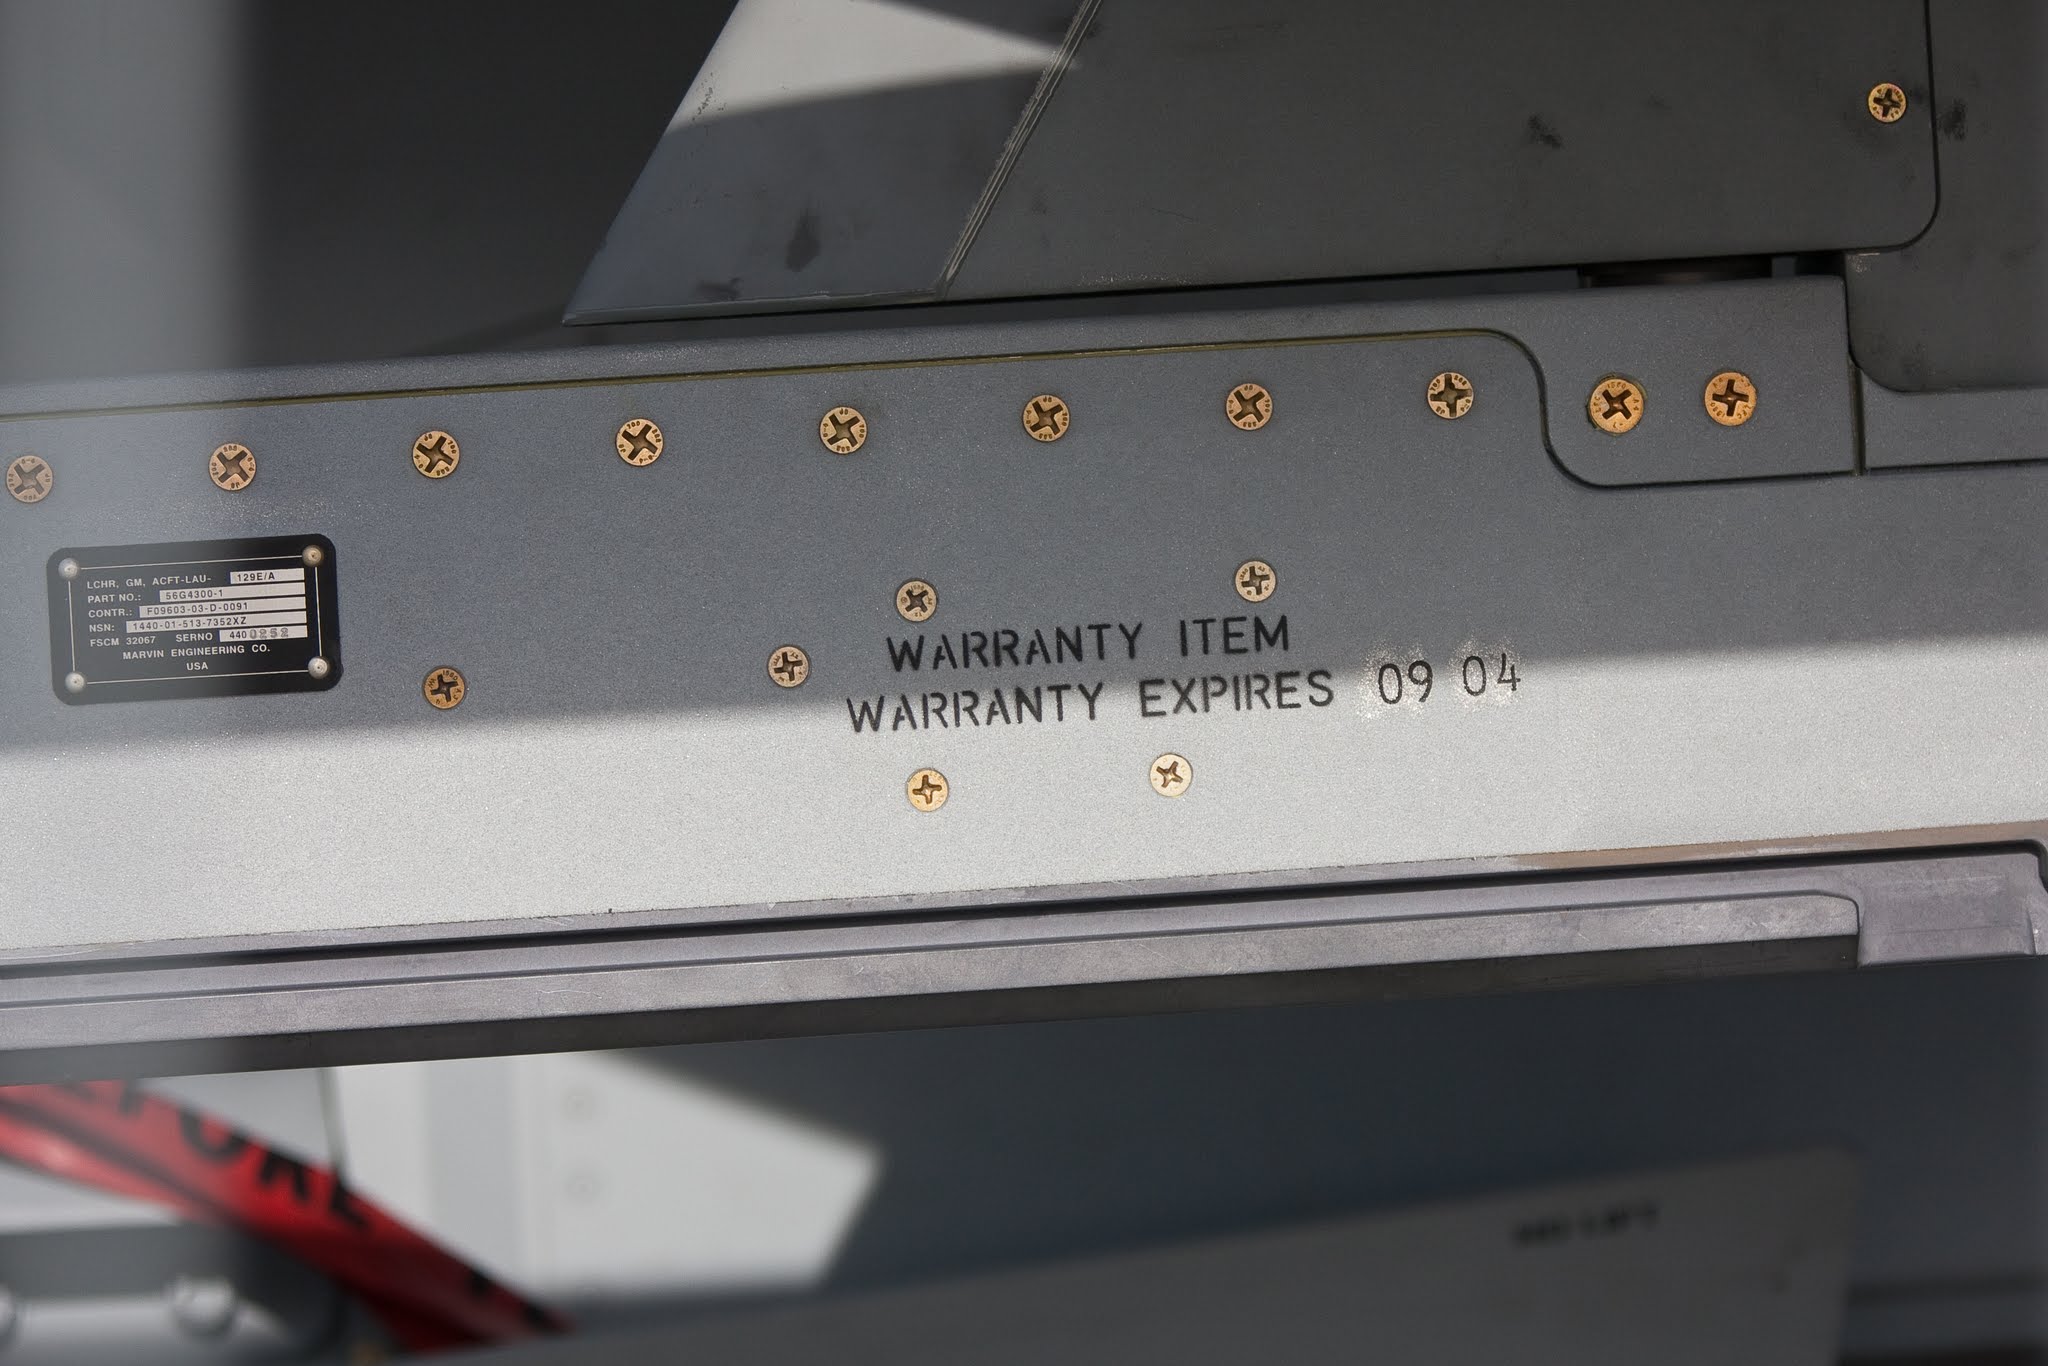 LCHR, GM, ACFT-LAU- 129E/A
PART NO.: 56G4300-1
CONTR.: F09603-03-D-0091
NSN: 1440-01-513-7352XZ
FSCM 32067 SERNO 4400252
MARVIN ENGINEERING CO.
USA
WARRANTY ITEM
WARRANTY EXPIRES 09 04